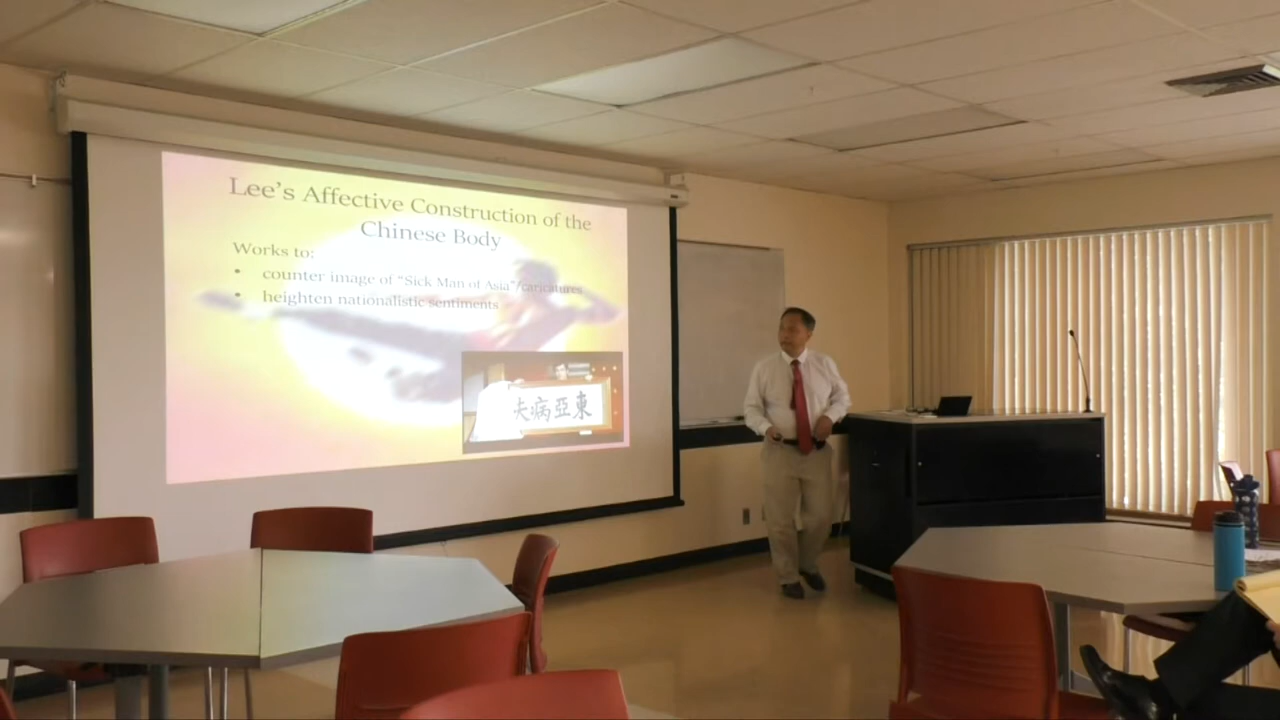 Lee's Affective Construction of the
Chinese Body
Works to:
• counter image of "Sick Man of Asia"/caricatures
• heighten nationalistic sentiments
夫病亞東